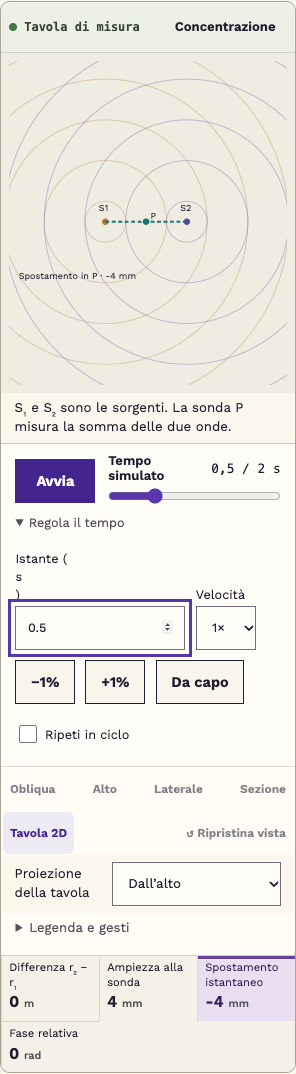 Tavola di misura Concentrazione
S1 S2
P
Spostamento in P · -4 mm
S₁ e S₂ sono le sorgenti. La sonda P
misura la somma delle due onde.
Avvia
Tempo
simulato
0,5 / 2 s
▼ Regola il tempo
Istante (
s
)
Velocità
0.5
1×
−1% +1% Da capo
Ripeti in ciclo
Obliqua Alto Laterale Sezione
Tavola 2D ↺ Ripristina vista
Proiezione
della tavola
Dall’alto
▶ Legenda e gesti
Differenza r₂ −
r₁
0 m
Ampiezza alla
sonda
4 mm
Spostamento
istantaneo
-4 mm
Fase relativa
0 rad